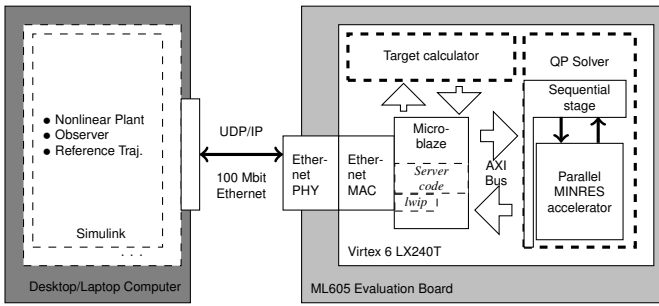 ● Nonlinear Plant
● Observer
● Reference Traj.
Simulink
. . .
Desktop/Laptop Computer
UDP/IP
100 Mbit
Ethernet
Ether-
net
PHY
Ether-
net
MAC
Target calculator
Micro-
blaze
Server
code
lwip
AXI
Bus
QP Solver
Sequential
stage
Parallel
MINRES
accelerator
Virtex 6 LX240T
ML605 Evaluation Board